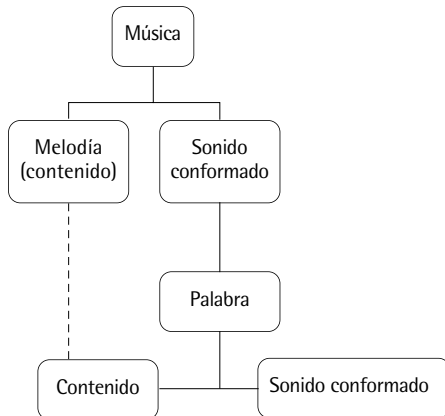 Música
Melodía
(contenido)
Sonido
conformado
Palabra
Contenido
Sonido conformado